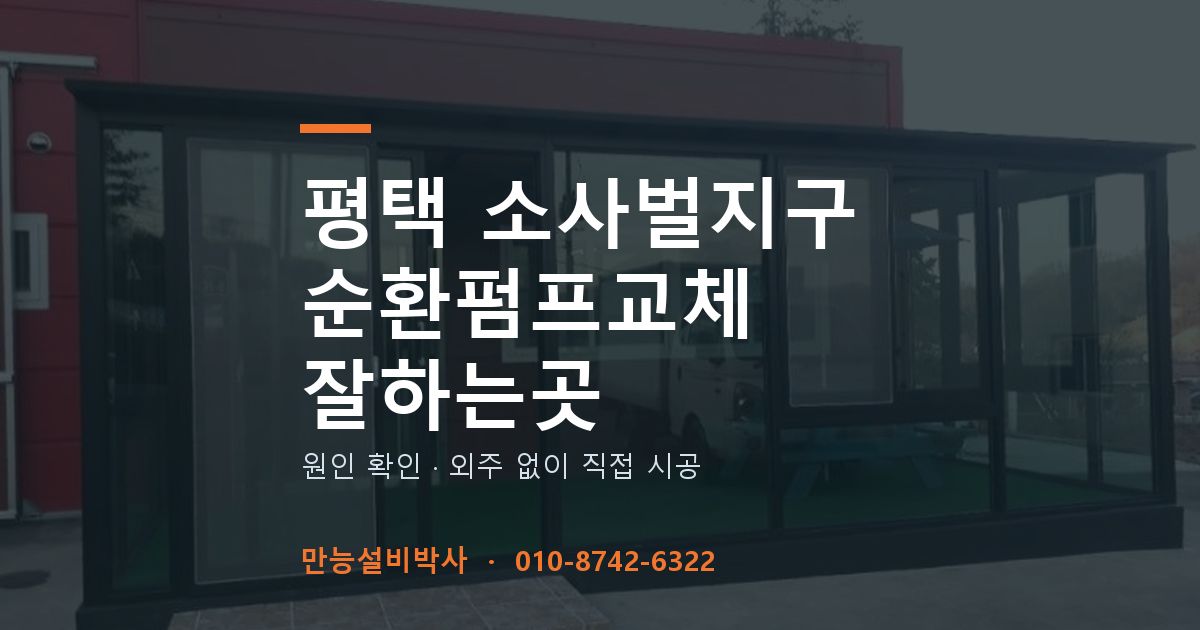 평택 소사벌지구
순환펌프교체
잘하는곳
원인 확인 · 외주 없이 직접 시공
만능설비박사 · 010-8742-6322